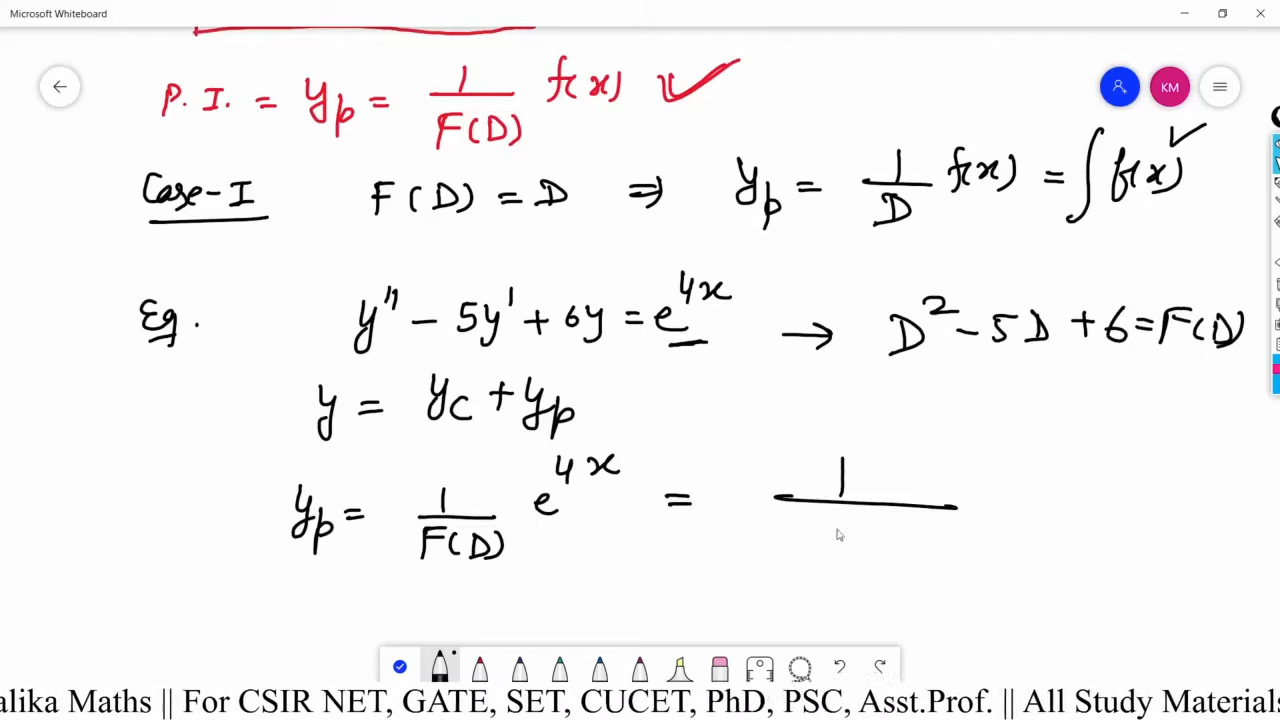 Microsoft Whiteboard
P. I. = yp = 1/F(D) f(x) ✓
KM
Case-I F(D) = D ⇒ yp = 1/D f(x) = ∫ f(x) ✓
Eg. y'' - 5y' + 6y = e^4x → D² - 5D + 6 = F(D)
y = yc + yp
yp = 1/F(D) e^4x = 1/
alika Maths || For CSIR NET, GATE, SET, CUCET, PhD, PSC, Asst.Prof. || All Study Materials